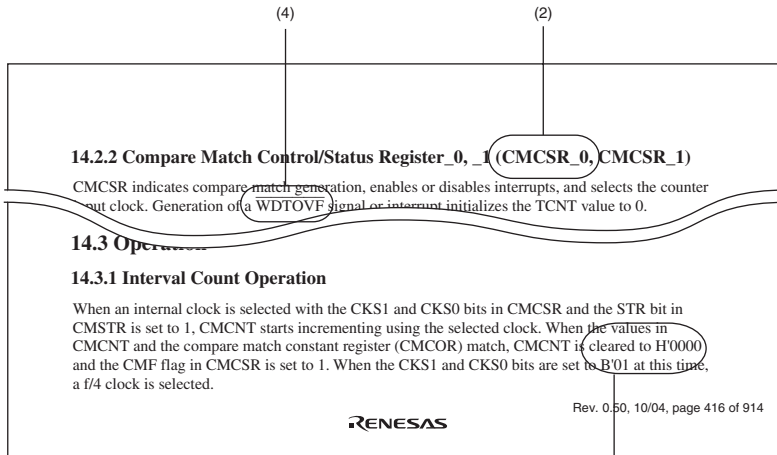 (4) (2)
14.2.2 Compare Match Control/Status Register_0, _1 (CMCSR_0, CMCSR_1)
CMCSR indicates compare match generation, enables or disables interrupts, and selects the counter
input clock. Generation of a WDTOVF signal or interrupt initializes the TCNT value to 0.
14.3 Operation
14.3.1 Interval Count Operation
When an internal clock is selected with the CKS1 and CKS0 bits in CMCSR and the STR bit in
CMSTR is set to 1, CMCNT starts incrementing using the selected clock. When the values in
CMCNT and the compare match constant register (CMCOR) match, CMCNT is cleared to H'0000
and the CMF flag in CMCSR is set to 1. When the CKS1 and CKS0 bits are set to B'01 at this time,
a f/4 clock is selected.
Rev. 0.50, 10/04, page 416 of 914
RENESAS